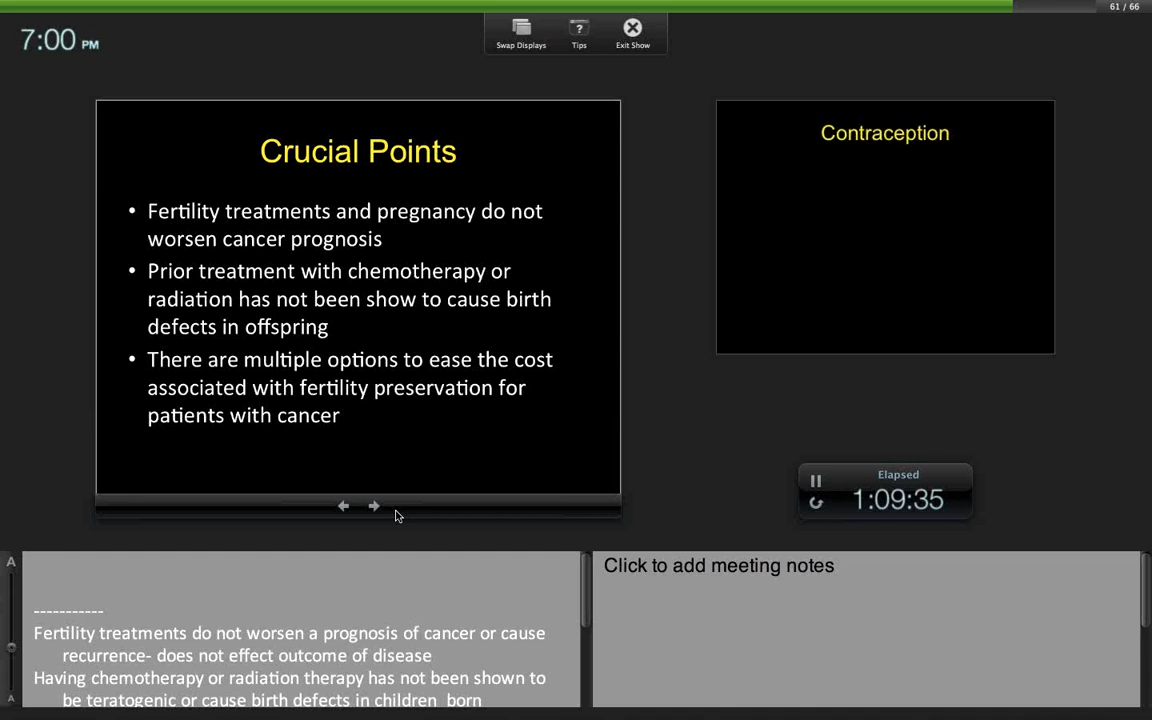 61 / 66
7:00 PM
Swap Displays
Tips
Exit Show
Crucial Points
• Fertility treatments and pregnancy do not
worsen cancer prognosis
• Prior treatment with chemotherapy or
radiation has not been show to cause birth
defects in offspring
• There are multiple options to ease the cost
associated with fertility preservation for
patients with cancer
Contraception
Elapsed
1:09:35
A
A
-----------
Fertility treatments do not worsen a prognosis of cancer or cause
recurrence- does not effect outcome of disease
Having chemotherapy or radiation therapy has not been shown to
be teratogenic or cause birth defects in children born
Click to add meeting notes